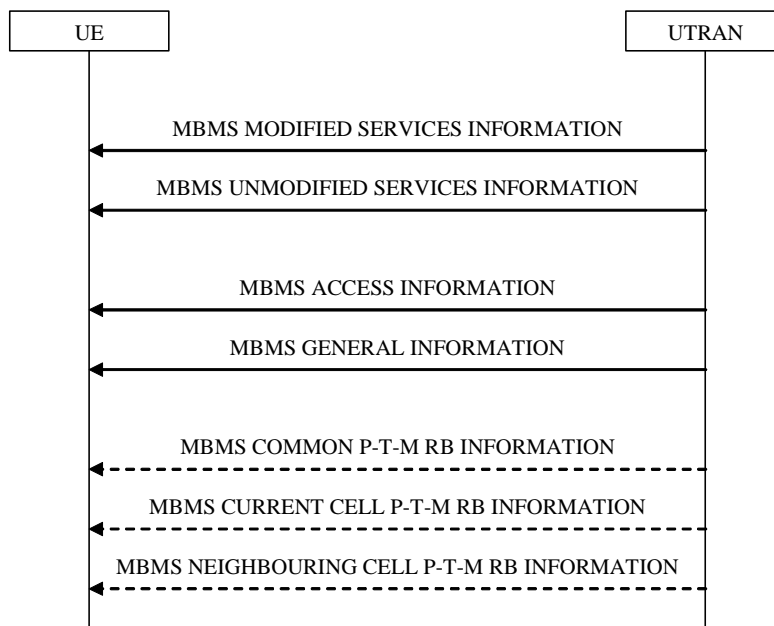 UE
UTRAN
MBMS MODIFIED SERVICES INFORMATION
MBMS UNMODIFIED SERVICES INFORMATION
MBMS ACCESS INFORMATION
MBMS GENERAL INFORMATION
MBMS COMMON P-T-M RB INFORMATION
MBMS CURRENT CELL P-T-M RB INFORMATION
MBMS NEIGHBOURING CELL P-T-M RB INFORMATION